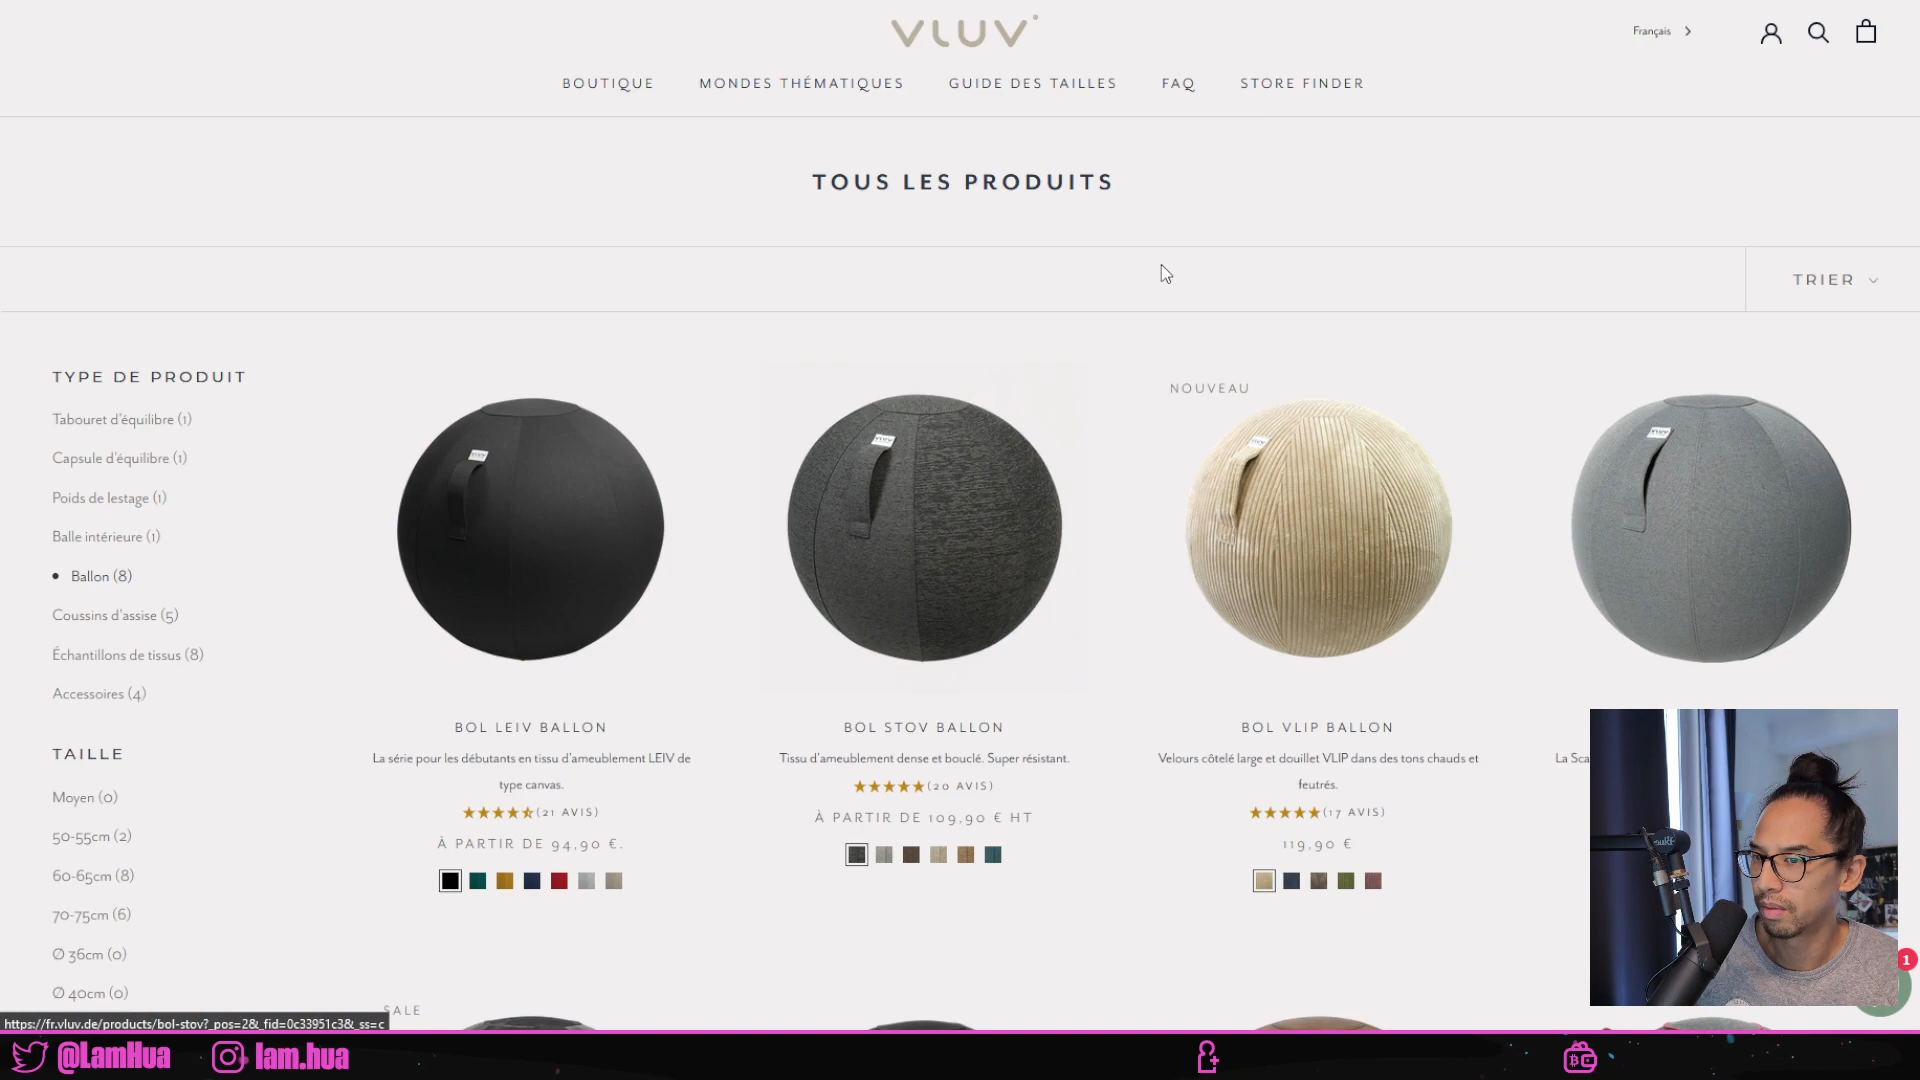 VLUV
Français
BOUTIQUE MONDES THÉMATIQUES GUIDE DES TAILLES FAQ STORE FINDER
TOUS LES PRODUITS
TRIER
TYPE DE PRODUIT
Tabouret d'équilibre (1)
Capsule d'équilibre (1)
Poids de lestage (1)
Balle intérieure (1)
Ballon (8)
Coussins d'assise (5)
Échantillons de tissus (8)
Accessoires (4)
TAILLE
Moyen (0)
50-55cm (2)
60-65cm (8)
70-75cm (6)
Ø 36cm (0)
Ø 40cm (0)
VLUV
BOL LEIV BALLON
La série pour les débutants en tissu d'ameublement LEIV de
type canvas.
(21 AVIS)
À PARTIR DE 94,90 €.
VLUV
BOL STOV BALLON
Tissu d'ameublement dense et bouclé. Super résistant.
(20 AVIS)
À PARTIR DE 109,90 € HT
NOUVEAU
VLUV
BOL VLIP BALLON
Velours côtelé large et douillet VLIP dans des tons chauds et
feutrés.
(17 AVIS)
119,90 €
VLUV
La
SALE
1
https://fr.vluv.de/products/bol-stov?_pos=2&_fid=0c33951c3&_ss=c
@LamHua lam.hua